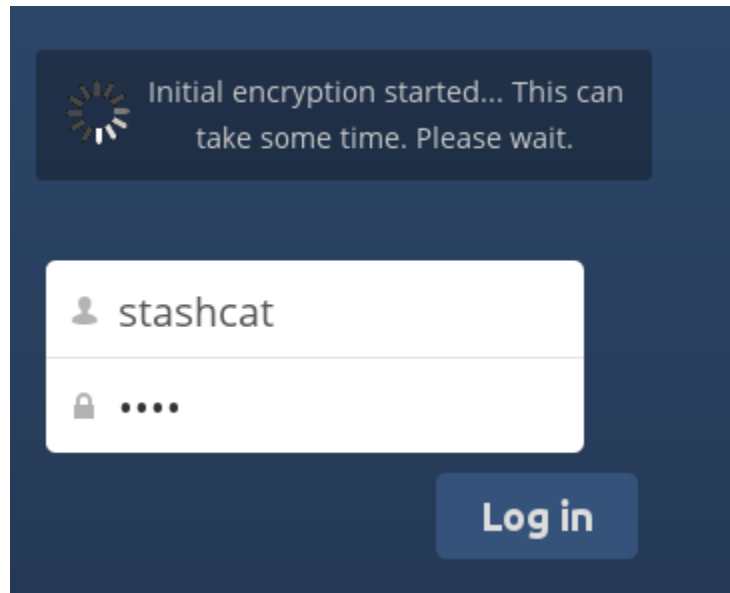 Initial encryption started... This can
take some time. Please wait.
stashcat
••••
Log in